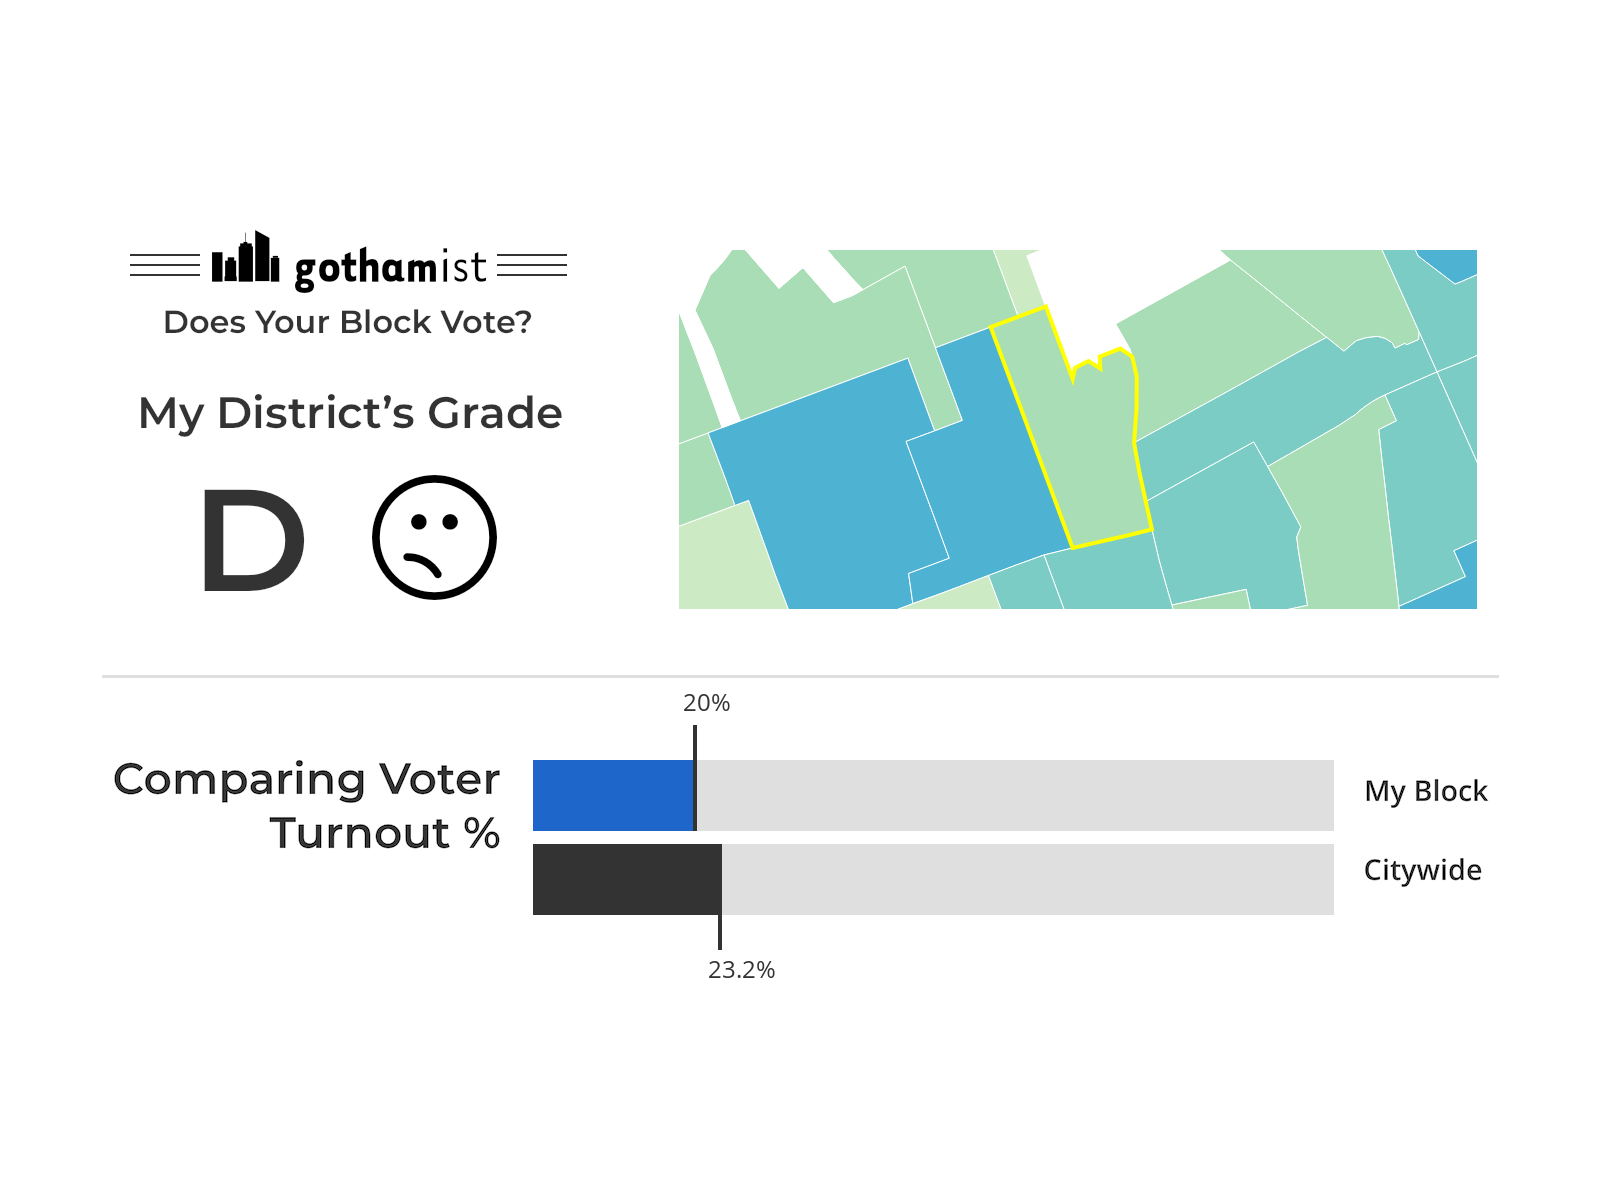 gothamist
Does Your Block Vote?
My District’s Grade
D
20%
Comparing Voter
Turnout %
My Block
Citywide
23.2%